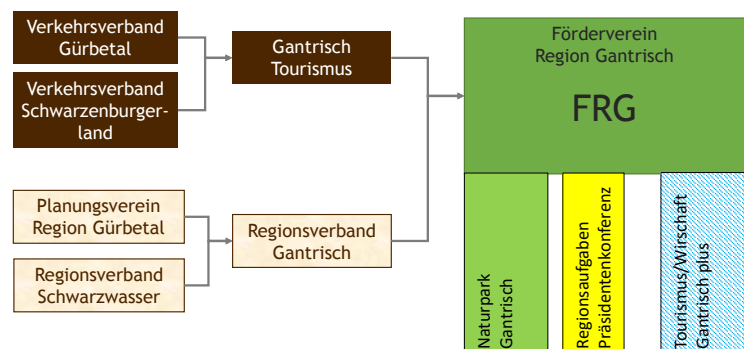 Verkehrsverband
Gürbetal
Verkehrsverband
Schwarzenburger-
land
Gantrisch
Tourismus
Planungsverein
Region Gürbetal
Regionsverband
Schwarzwasser
Regionsverband
Gantrisch
Förderverein
Region Gantrisch
FRG
Naturpark
Gantrisch
Regionsaufgaben
Präsidentenkonferenz
Tourismus/Wirschaft
Gantrisch plus